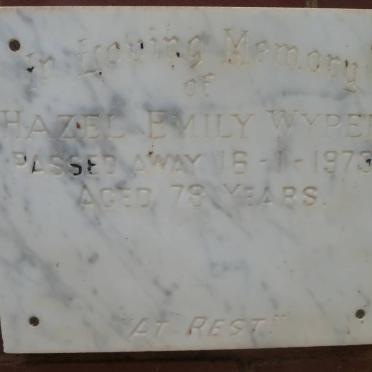 In Loving Memory
of
HAZEL EMILY WYPER
PASSED AWAY 16-1-1973
AGED 78 YEARS.
"AT REST."